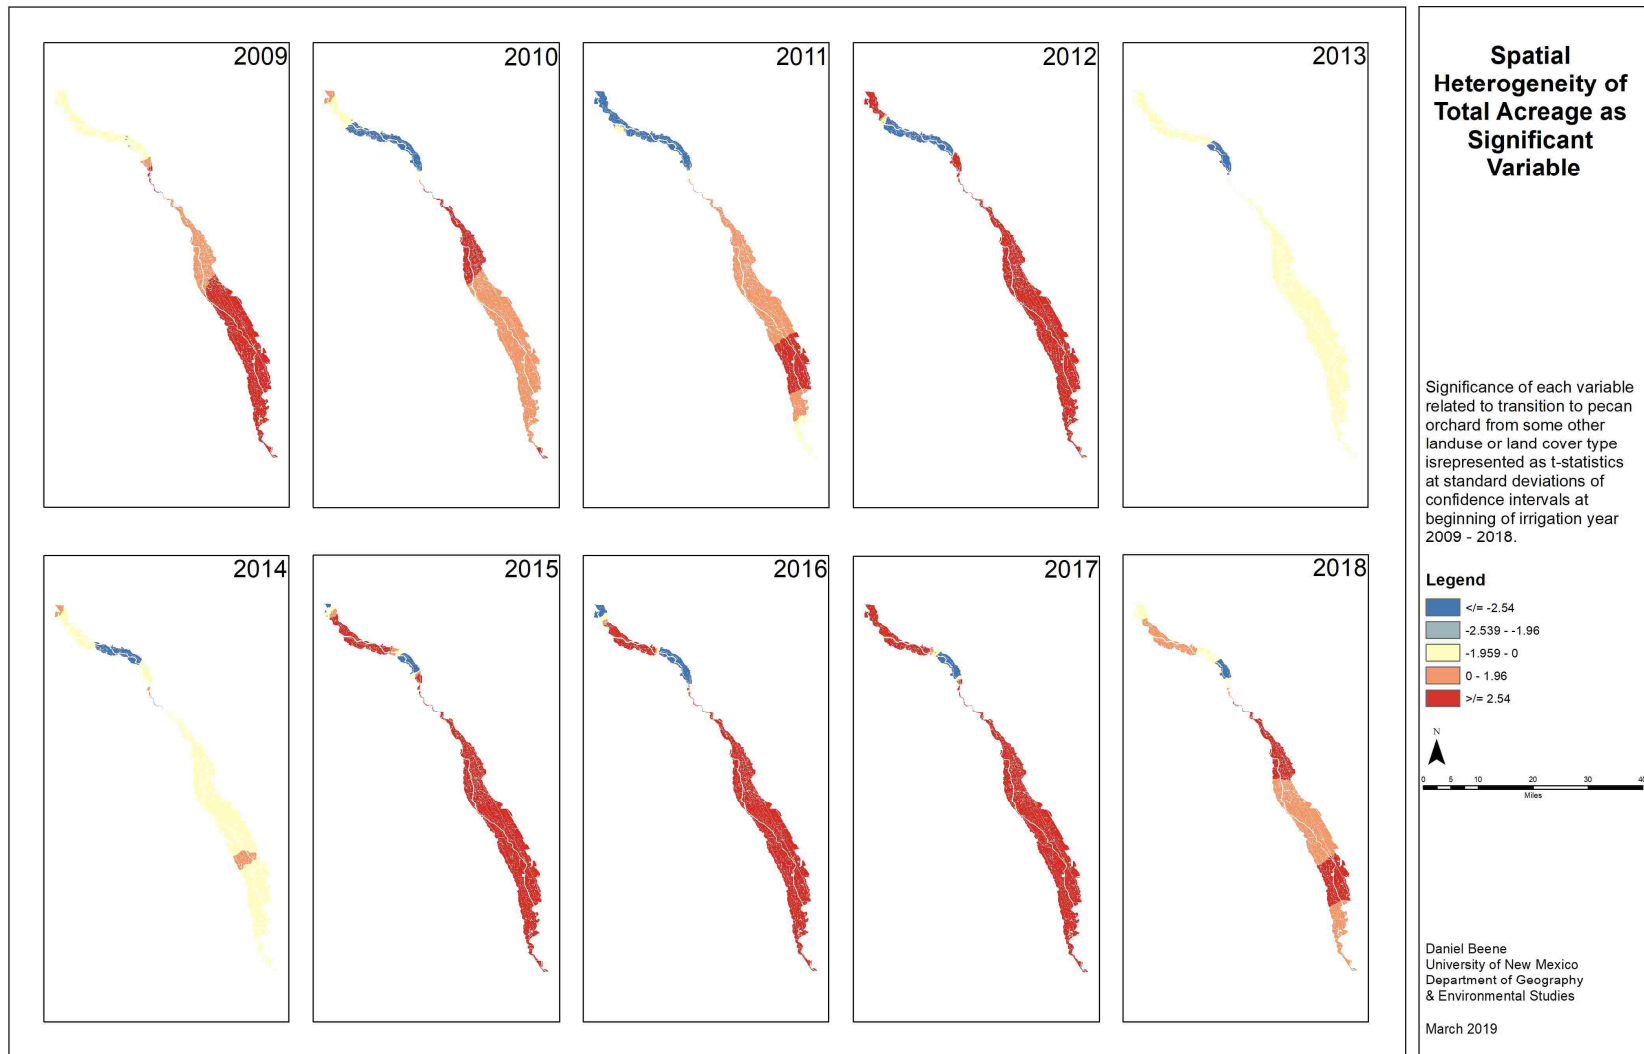 2009
2010
2011
2012
2013
2014
2015
2016
2017
2018
Spatial
Heterogeneity of
Total Acreage as
Significant
Variable
Significance of each variable
related to transition to pecan
orchard from some other
landuse or land cover type
isrepresented as t-statistics
at standard deviations of
confidence intervals at
beginning of irrigation year
2009 - 2018.
Legend
</= -2.54
-2.539 - -1.96
-1.959 - 0
0 - 1.96
>/= 2.54
N
0 5 10 20 30 40
Miles
Daniel Beene
University of New Mexico
Department of Geography
& Environmental Studies
March 2019